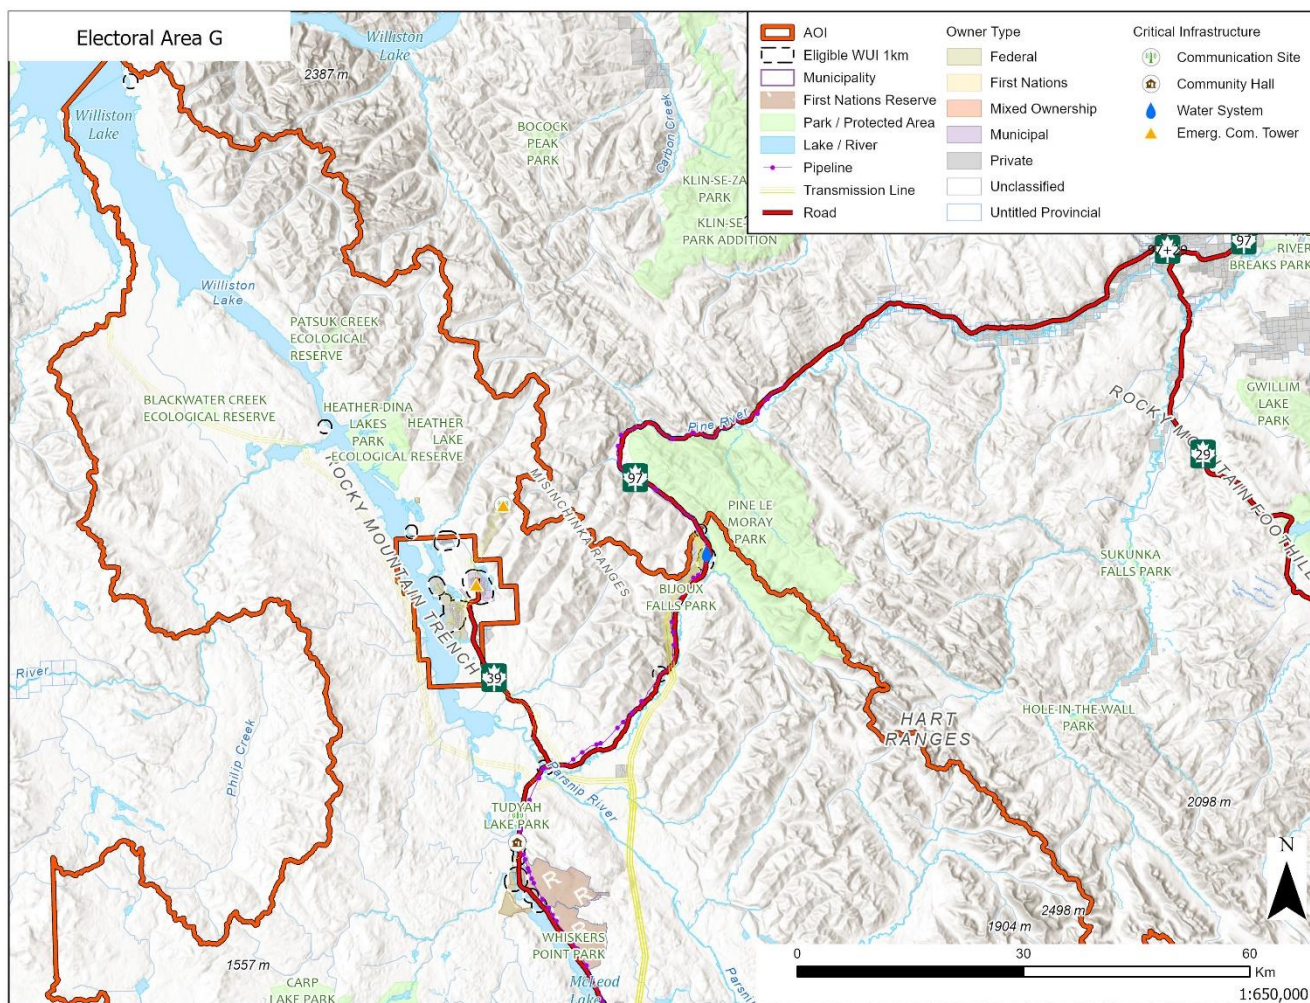 Electoral Area G
AOI
Eligible WUI 1km
Municipality
First Nations Reserve
Park / Protected Area
Lake / River
Pipeline
Transmission Line
Road
Owner Type
Federal
First Nations
Mixed Ownership
Municipal
Private
Unclassified
Untitled Provincial
Critical Infrastructure
Communication Site
Community Hall
Water System
Emerg. Com. Tower
Williston
Lake
2387 m
Williston
Lake
BOCOCK
PEAK
PARK
Carbon Creek
KLIN-SE-ZA
PARK
KLIN-SE
PARK ADDITION
97
BREAKS PARK
Williston
Lake
PATSUK CREEK
ECOLOGICAL
RESERVE
BLACKWATER CREEK
ECOLOGICAL RESERVE
HEATHER-DINA
LAKES
PARK
HEATHER
LAKE
ECOLOGICAL RESERVE
Pine River
GWILLIM
LAKE
PARK
ROCKY MOUNTAIN FOOTHILL
29
97
ROCKY MOUNTAIN TRENCH
MISINCHINKA RANGES
PINE LE
MORAY
PARK
SUKUNKA
FALLS PARK
BIJOUX
FALLS PARK
39
River
Philip Creek
HART
RANGES
HOLE-IN-THE-WALL
PARK
Parsnip River
TUDYAH
LAKE PARK
2098 m
R
R
N
2498 m
1904 m
WHISKERS
POINT PARK
1557 m
CARP
LAKE PARK
McLeod
Lake
Parsni
0
30
60
Km
1:650,000